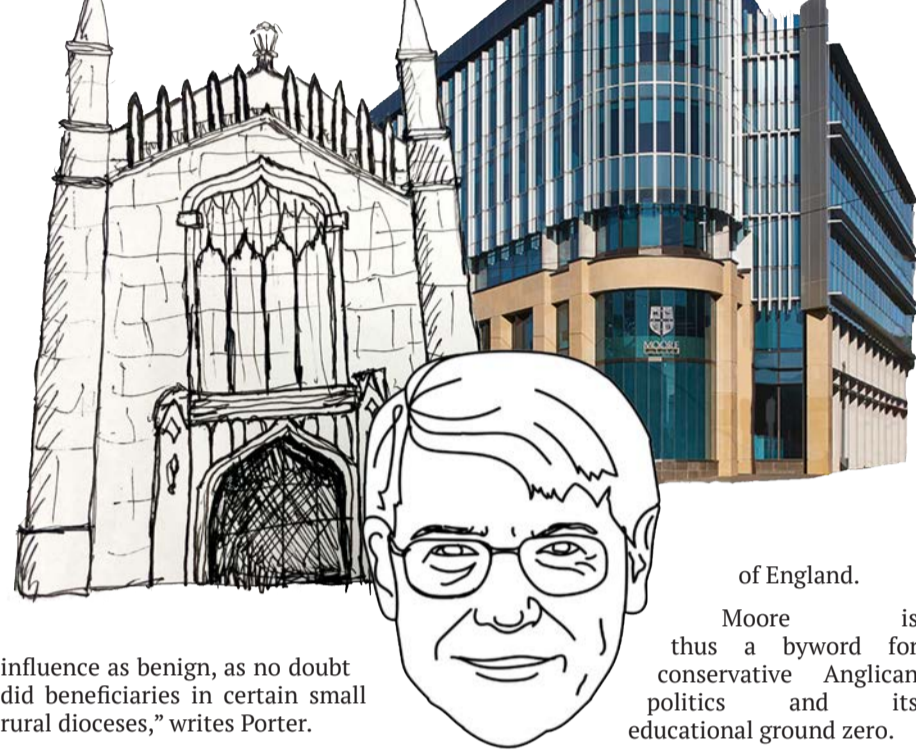 MOORE
influence as benign, as no doubt
did beneficiaries in certain small
rural dioceses,” writes Porter.
of England.
Moore is
thus a byword for
conservative Anglican
politics and its
educational ground zero.